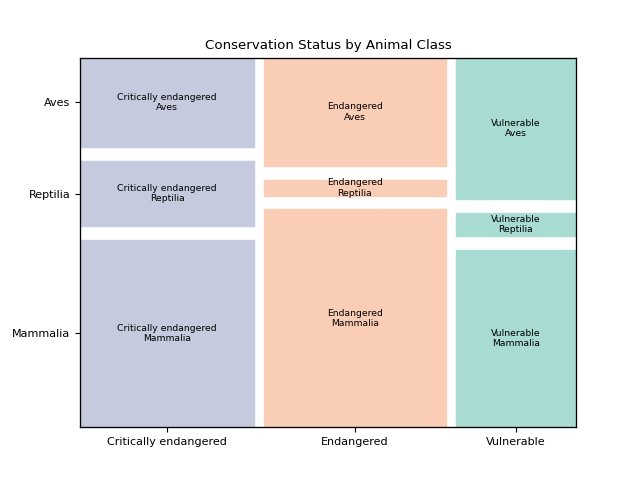 Conservation Status by Animal Class
Aves
Reptilia
Mammalia
Critically endangered
Aves
Critically endangered
Reptilia
Critically endangered
Mammalia
Endangered
Aves
Endangered
Reptilia
Endangered
Mammalia
Vulnerable
Aves
Vulnerable
Reptilia
Vulnerable
Mammalia
Critically endangered
Endangered
Vulnerable